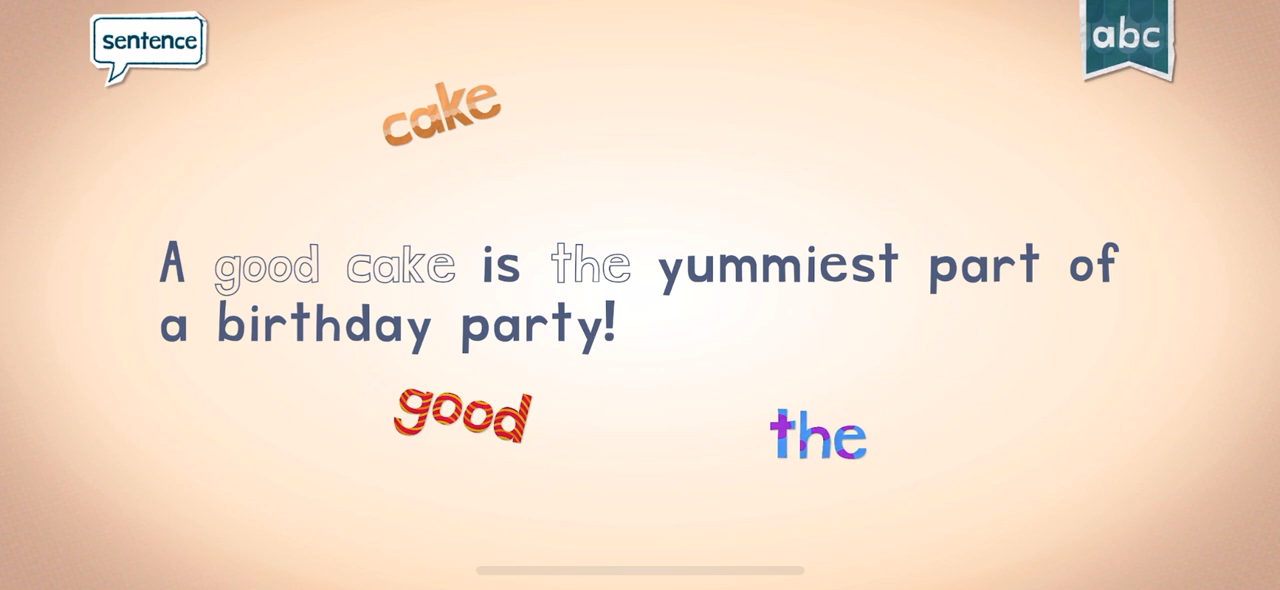 sentence
abc
cake
A good cake is the yummiest part of
a birthday party!
good
the